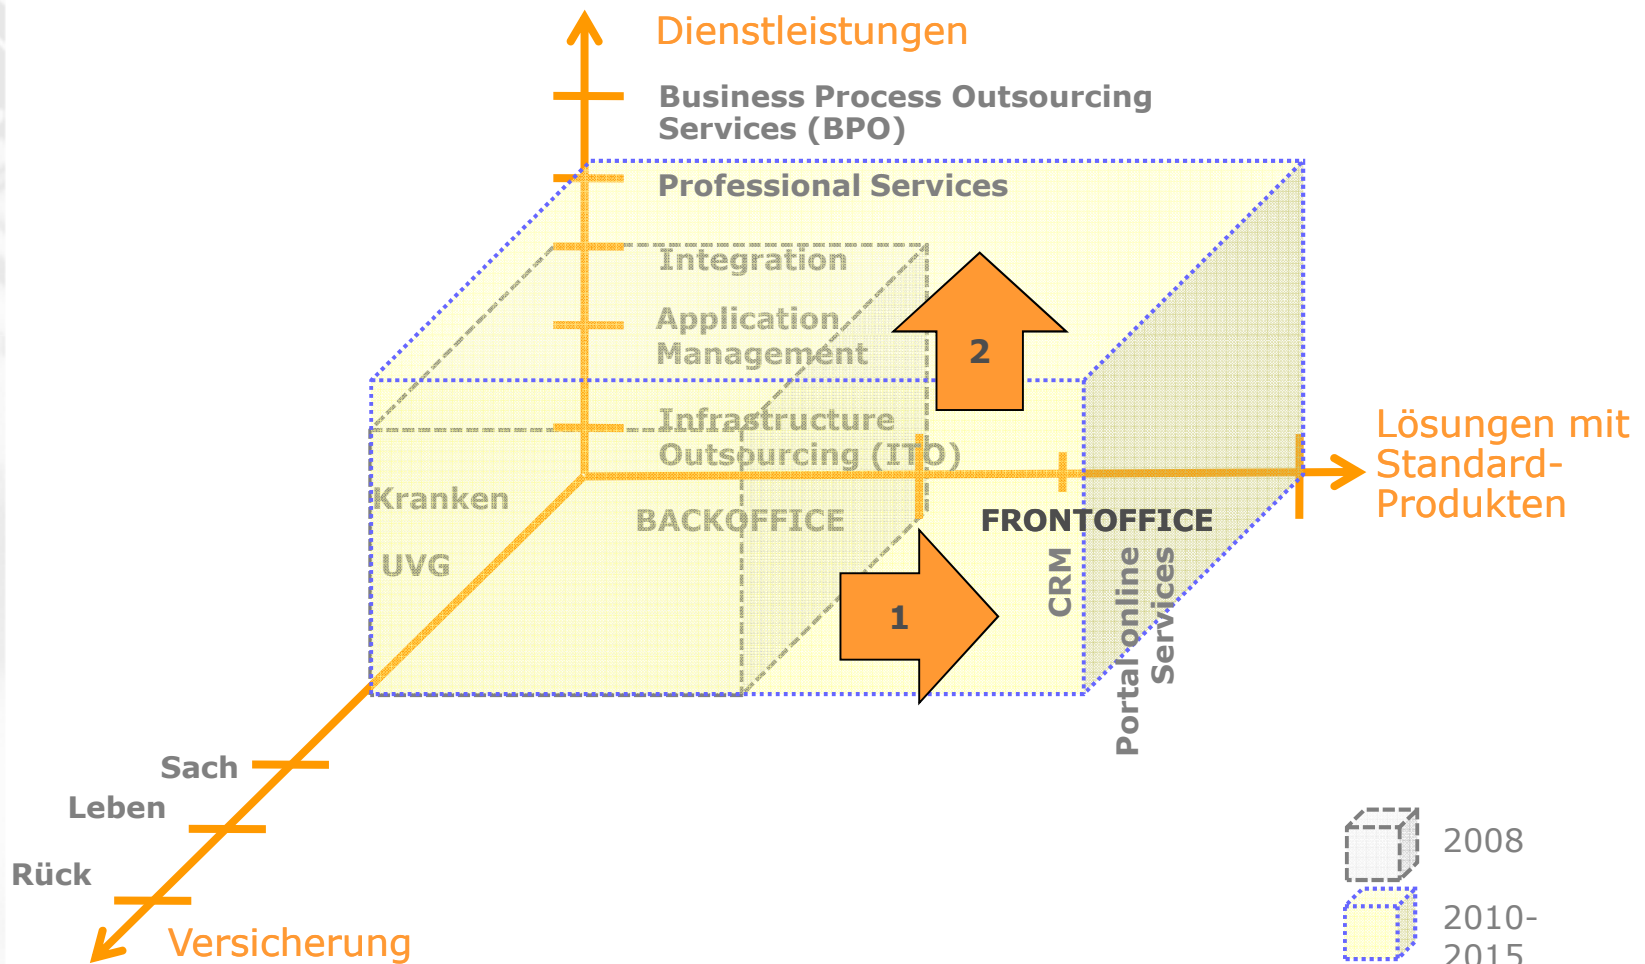 Dienstleistungen
Business Process Outsourcing
Services (BPO)
Professional Services
Integration
Application
Management
2
Infrastructure
Outsourcing (ITO)
Lösungen mit
Standard-
Produkten
Kranken
BACKOFFICE
FRONTOFFICE
UVG
CRM
Portal online
Services
1
Sach
Leben
Rück
Versicherung
2008
2010-
2015